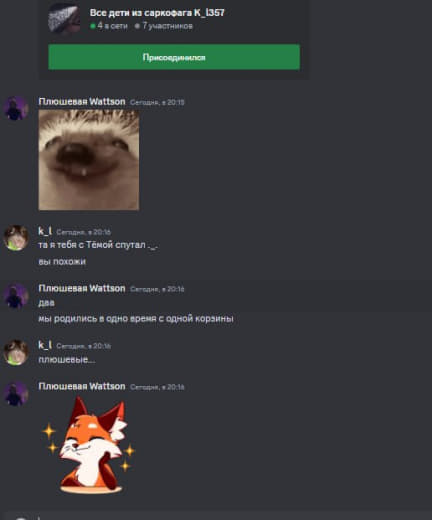 Все дети из саркофага K_l357
4 в сети 7 участников
Присоединился
Плюшевая Wattson Сегодня, в 20:15
k_l Сегодня, в 20:16
та я тебя с Тёмой спутал ._.
вы похожи
Плюшевая Wattson Сегодня, в 20:16
два
мы родились в одно время с одной корзины
k_l Сегодня, в 20:16
плюшевые...
Плюшевая Wattson Сегодня, в 20:16